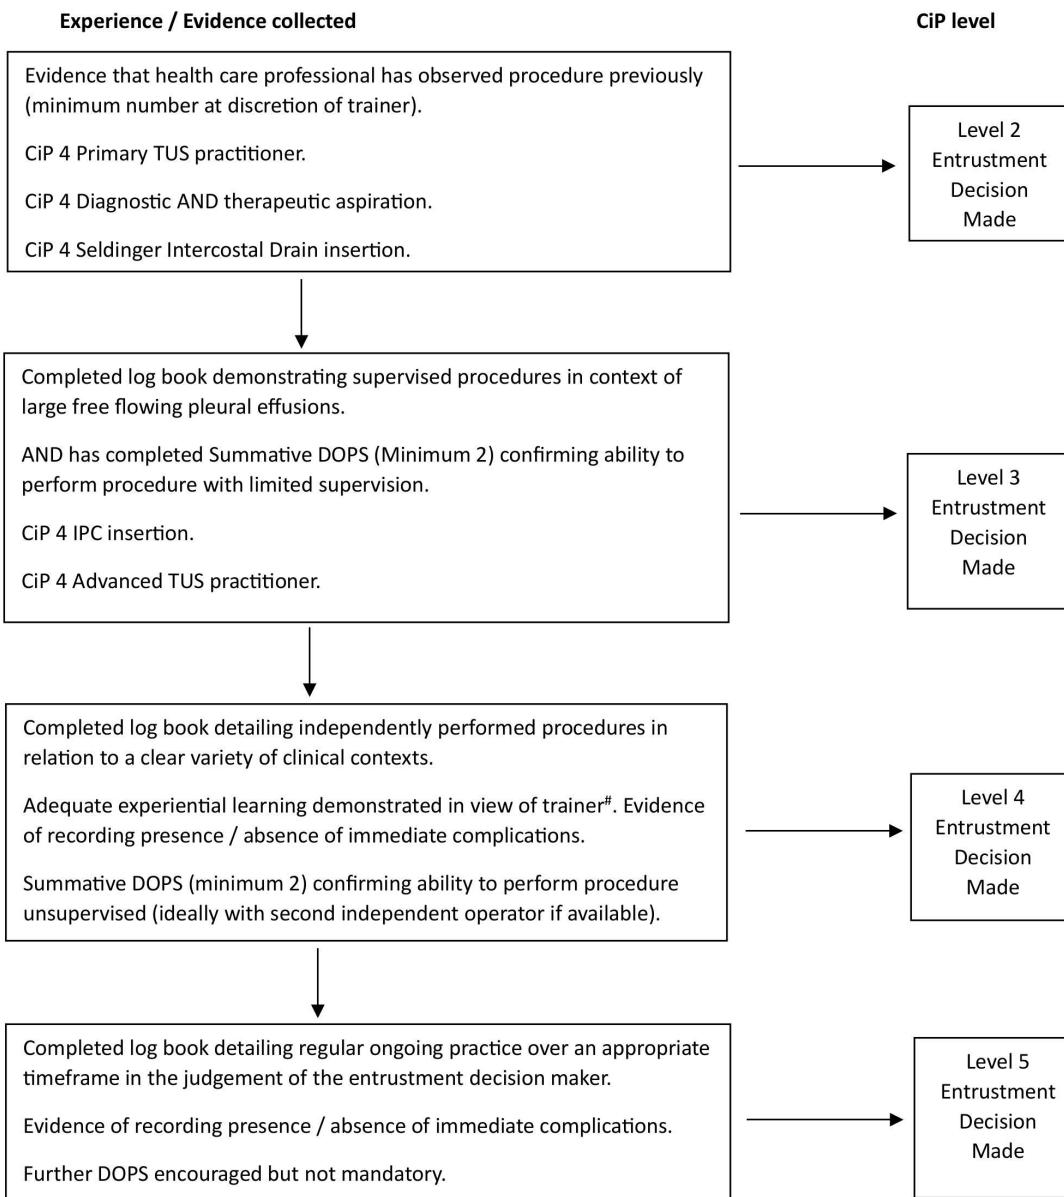 Experience / Evidence collected
CiP level
Evidence that health care professional has observed procedure previously
(minimum number at discretion of trainer).
CiP 4 Primary TUS practitioner.
CiP 4 Diagnostic AND therapeutic aspiration.
CiP 4 Seldinger Intercostal Drain insertion.
Level 2
Entrustment
Decision
Made
Completed log book demonstrating supervised procedures in context of
large free flowing pleural effusions.
AND has completed Summative DOPS (Minimum 2) confirming ability to
perform procedure with limited supervision.
CiP 4 IPC insertion.
CiP 4 Advanced TUS practitioner.
Level 3
Entrustment
Decision
Made
Completed log book detailing independently performed procedures in
relation to a clear variety of clinical contexts.
Adequate experiential learning demonstrated in view of trainer#. Evidence
of recording presence / absence of immediate complications.
Summative DOPS (minimum 2) confirming ability to perform procedure
unsupervised (ideally with second independent operator if available).
Level 4
Entrustment
Decision
Made
Completed log book detailing regular ongoing practice over an appropriate
timeframe in the judgement of the entrustment decision maker.
Evidence of recording presence / absence of immediate complications.
Further DOPS encouraged but not mandatory.
Level 5
Entrustment
Decision
Made